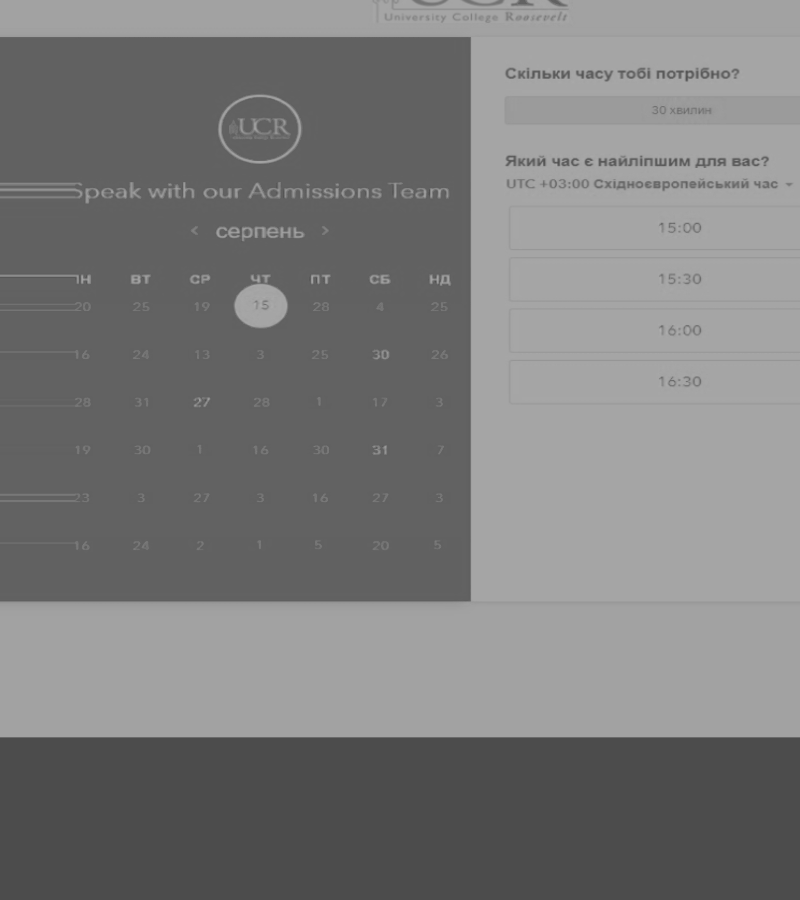 UCR
University College Roosevelt
UCR
Speak with our Admissions Team
< серпень >
ПН ВТ СР ЧТ ПТ СБ НД
20 25 19 15 28 4 25
16 24 13 3 25 30 26
28 31 27 28 1 17 3
19 30 1 16 30 31 7
23 3 27 3 16 27 3
16 24 2 1 5 20 5
Скільки часу тобі потрібно?
30 хвилин
Який час є найліпшим для вас?
UTC +03:00 Східноєвропейський час
15:00
15:30
16:00
16:30